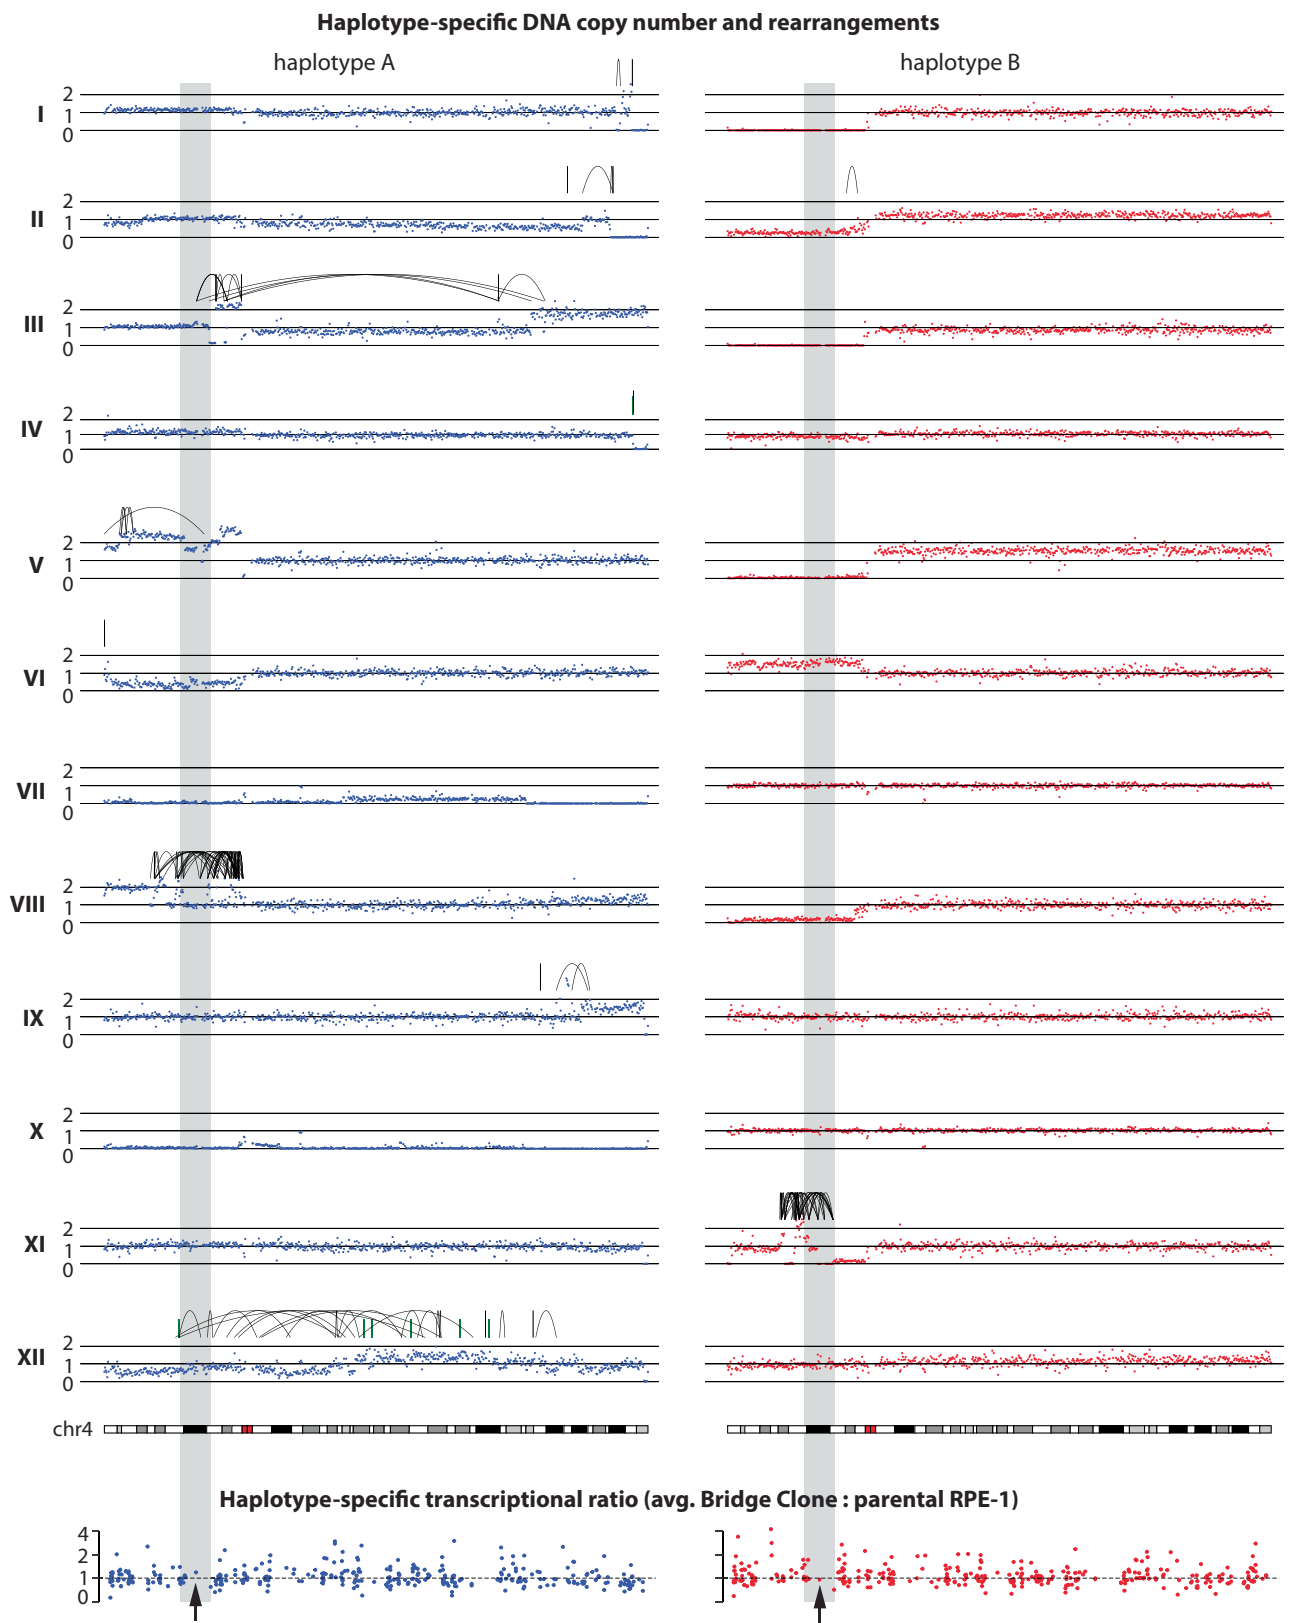 Haplotype-specific DNA copy number and rearrangements
haplotype A haplotype B
I 2 1 0
II 2 1 0
III 2 1 0
IV 2 1 0
V 2 1 0
VI 2 1 0
VII 2 1 0
VIII 2 1 0
IX 2 1 0
X 2 1 0
XI 2 1 0
XII 2 1 0
chr4
Haplotype-specific transcriptional ratio (avg. Bridge Clone : parental RPE-1)
4
2
1
0